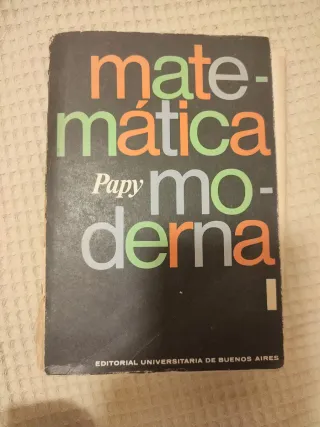 mate-
mática
Papy mo-
derna
I
EDITORIAL UNIVERSITARIA DE BUENOS AIRES